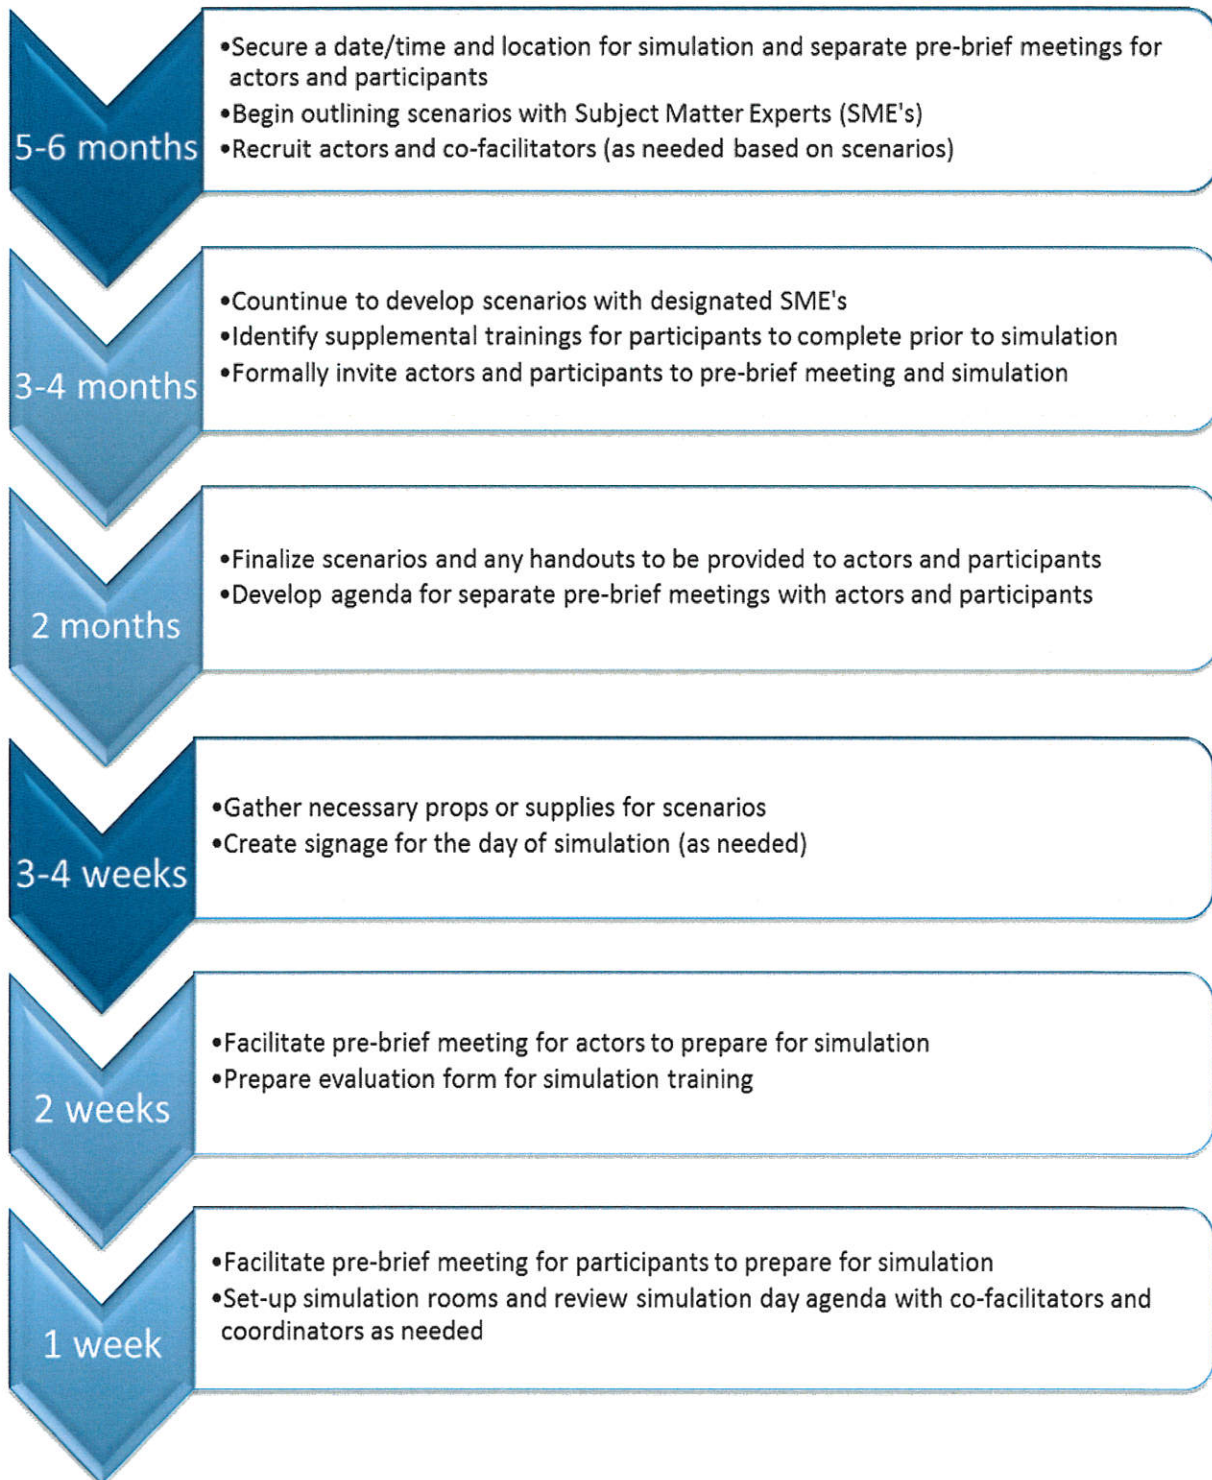 5-6 months
•Secure a date/time and location for simulation and separate pre-brief meetings for
actors and participants
•Begin outlining scenarios with Subject Matter Experts (SME's)
•Recruit actors and co-facilitators (as needed based on scenarios)
3-4 months
•Countinue to develop scenarios with designated SME's
•Identify supplemental trainings for participants to complete prior to simulation
•Formally invite actors and participants to pre-brief meeting and simulation
2 months
•Finalize scenarios and any handouts to be provided to actors and participants
•Develop agenda for separate pre-brief meetings with actors and participants
3-4 weeks
•Gather necessary props or supplies for scenarios
•Create signage for the day of simulation (as needed)
2 weeks
•Facilitate pre-brief meeting for actors to prepare for simulation
•Prepare evaluation form for simulation training
1 week
•Facilitate pre-brief meeting for participants to prepare for simulation
•Set-up simulation rooms and review simulation day agenda with co-facilitators and
coordinators as needed